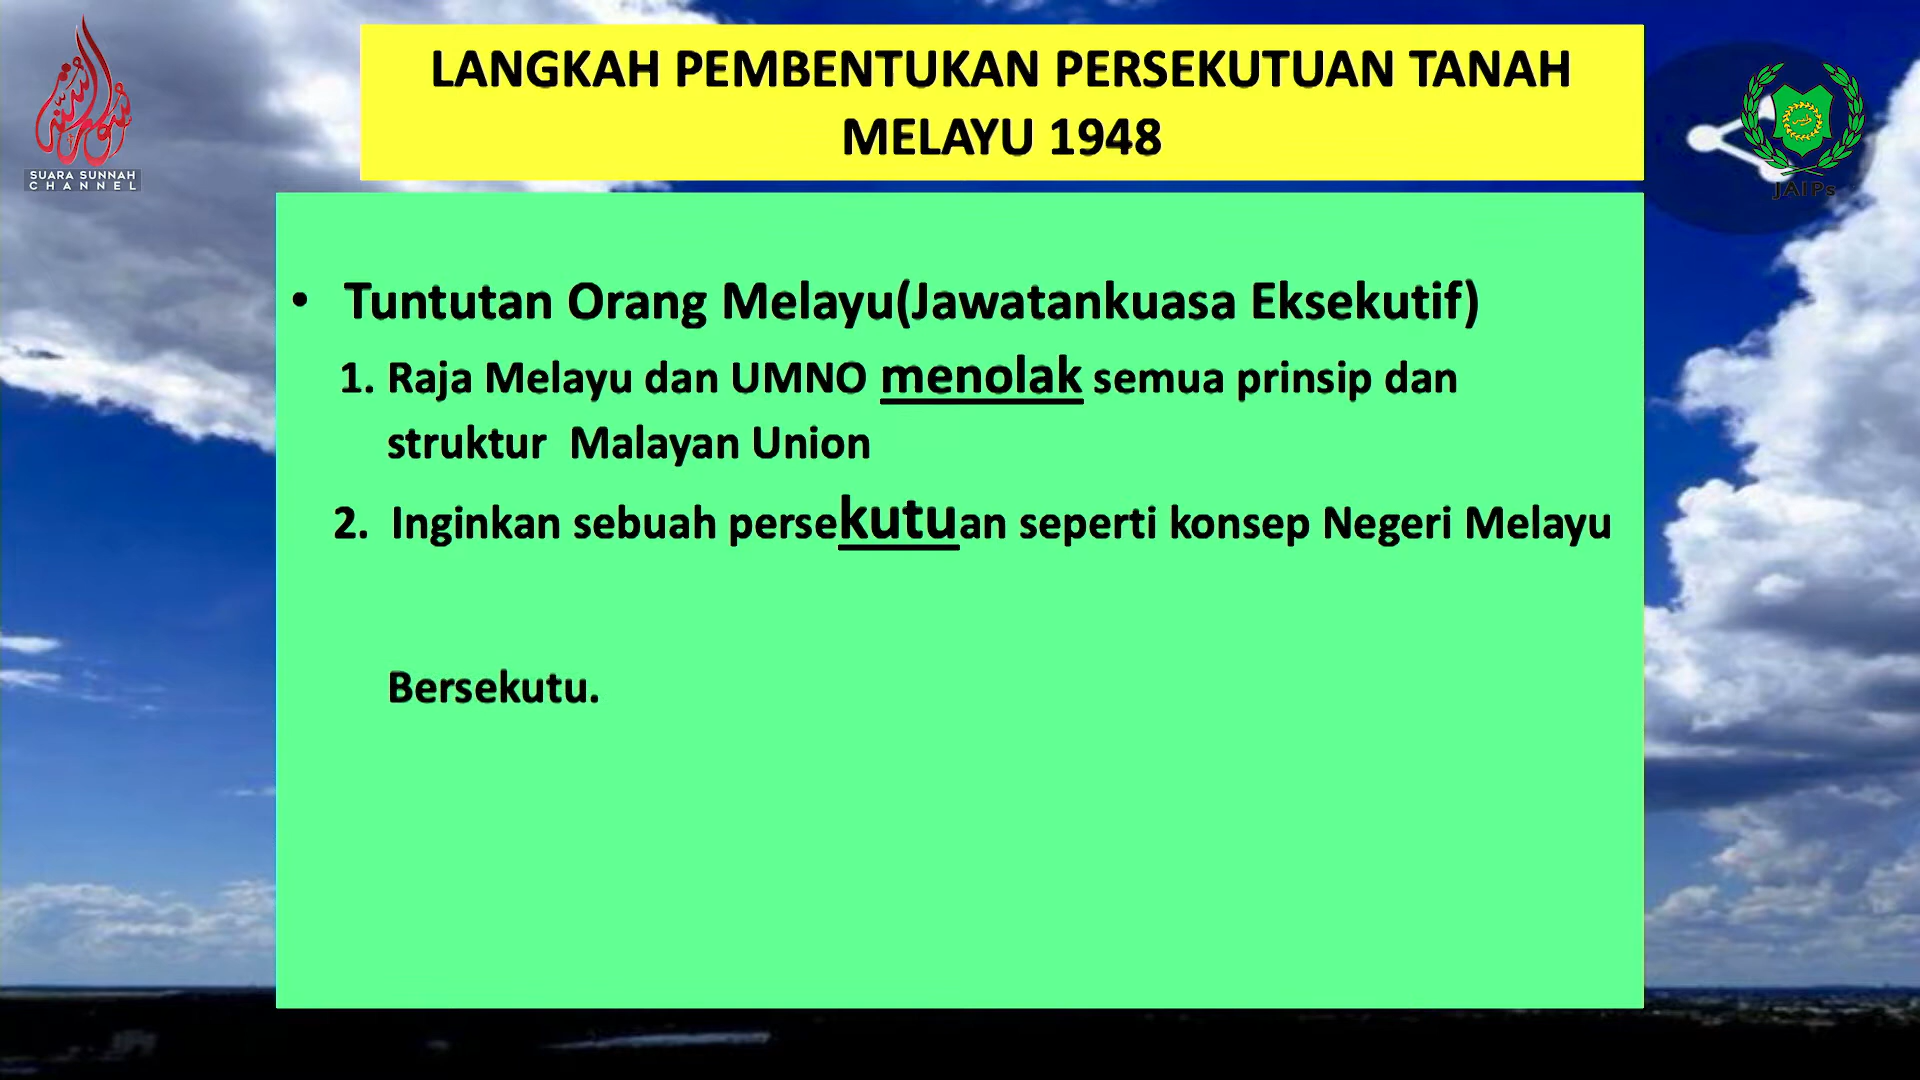 LANGKAH PEMBENTUKAN PERSEKUTUAN TANAH
MELAYU 1948
SUARA SUNNAH
CHANNEL
JAIPs
• Tuntutan Orang Melayu(Jawatankuasa Eksekutif)
1. Raja Melayu dan UMNO menolak semua prinsip dan
struktur Malayan Union
2. Inginkan sebuah persekutuan seperti konsep Negeri Melayu
Bersekutu.